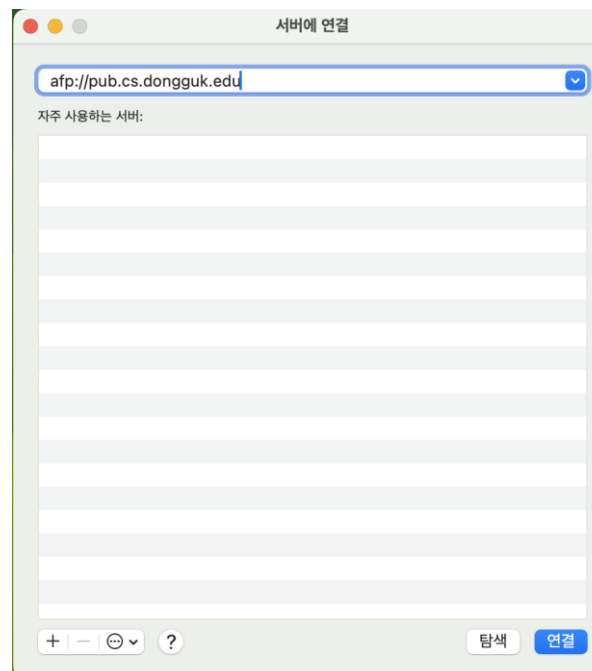 서버에 연결
afp://pub.cs.dongguk.edu
자주 사용하는 서버:
?
탐색
연결